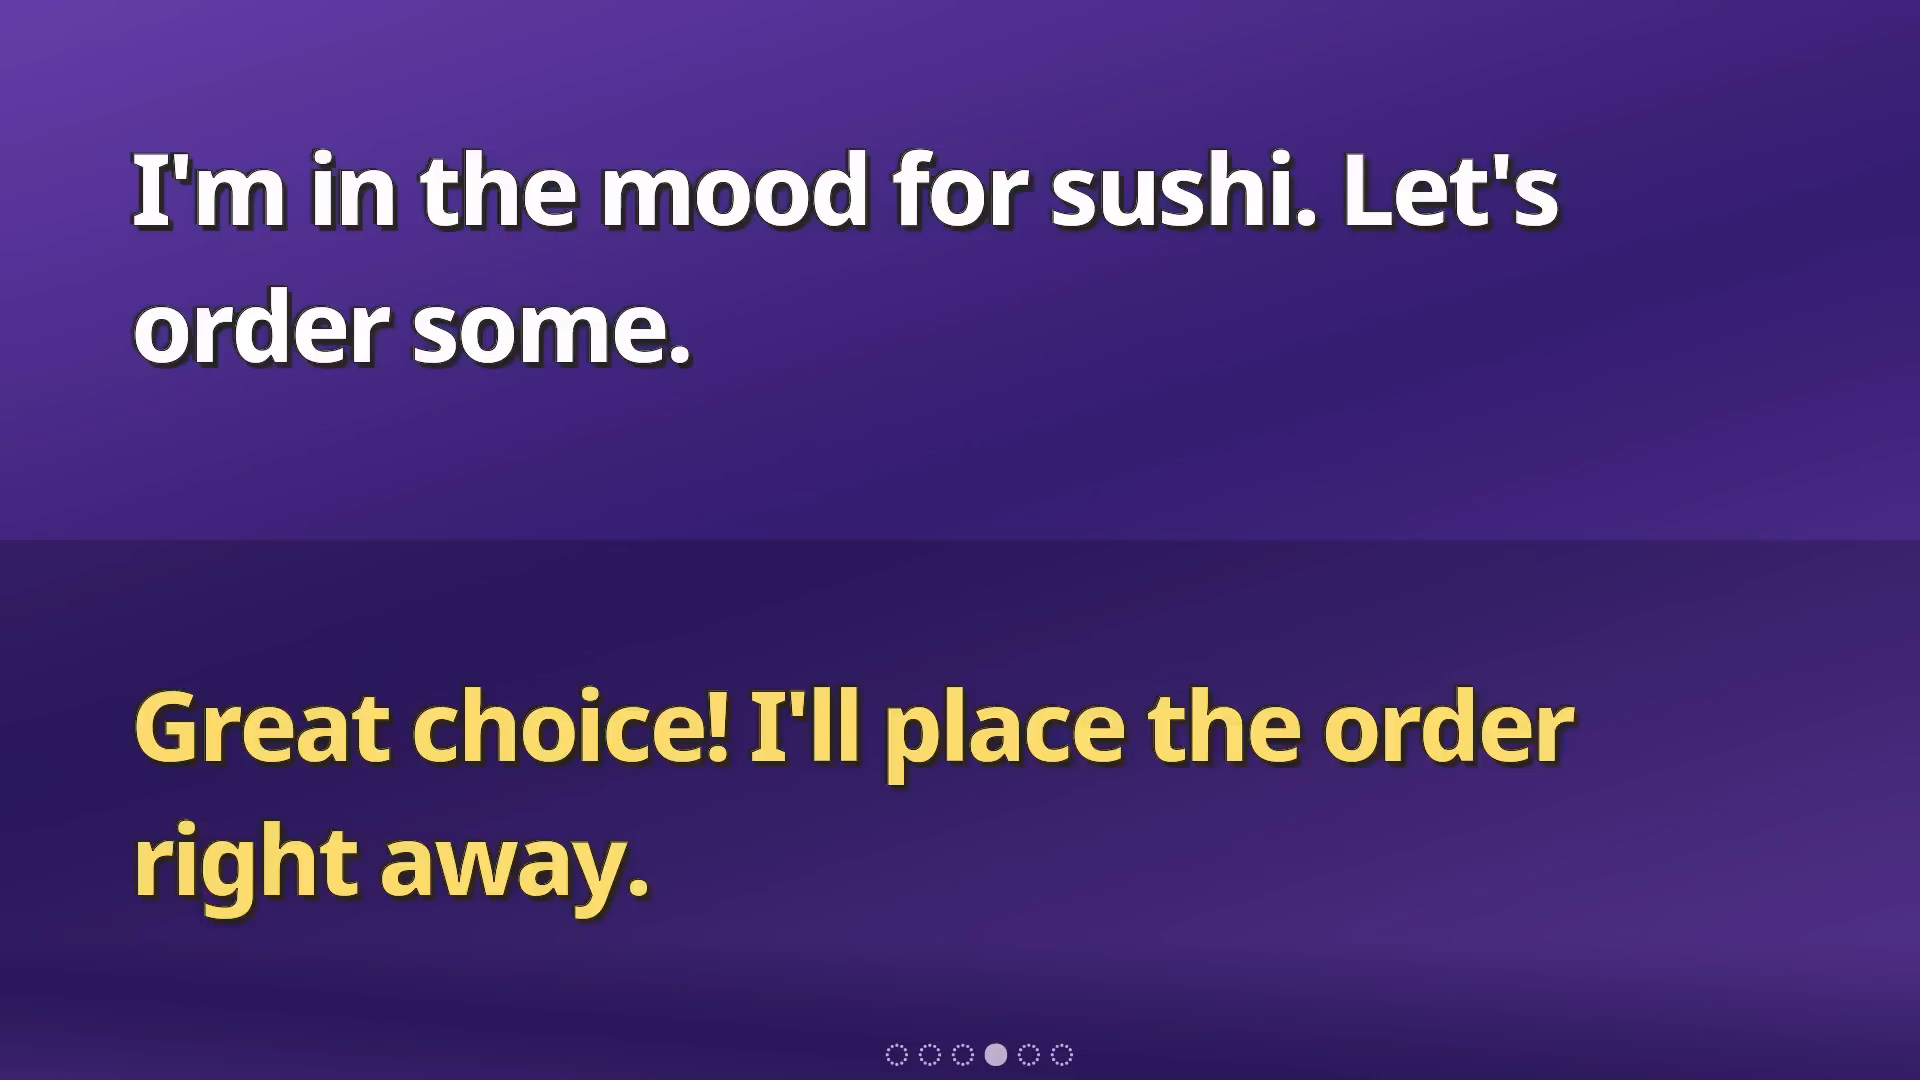 I'm in the mood for sushi. Let's
order some.
Great choice! I'll place the order
right away.